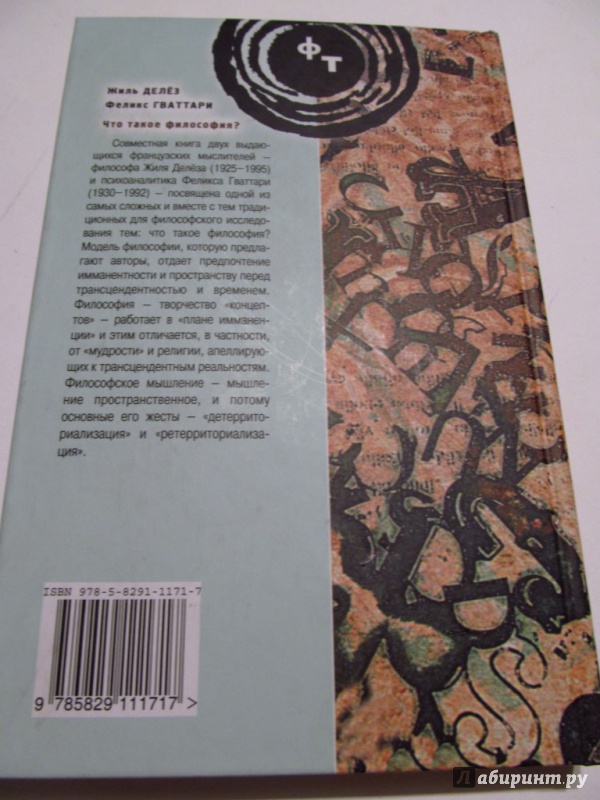 ф
т
Е
Жиль ДЕЛЁЗ
Феликс ГВАТТАРИ
Что такое философия?
Совместная книга двух выдаю-
щихся французских мыслителей –
философа Жиля Делёза (1925–1995)
и психоаналитика Феликса Гваттари
(1930–1992) – посвящена одной из
самых сложных и вместе с тем тради-
ционных для философского исследо-
вания тем: что такое философия?
Модель философии, которую предла-
гают авторы, отдает предпочтение
имманентности и пространству перед
трансцендентностью и временем.
Философия – творчество «концеп-
тов» – работает в «плане имманен-
ции» и этим отличается, в частности,
от «мудрости» и религии, апеллирую-
щих к трансцендентным реальностям.
Философское мышление – мышле-
ние пространственное, и потому
основные его жесты – «детеррито-
риализация» и «ретерриториализа-
ция».
ISBN 978-5-8291-1171-7
9 785829 111717 >
Лабиринт.ру